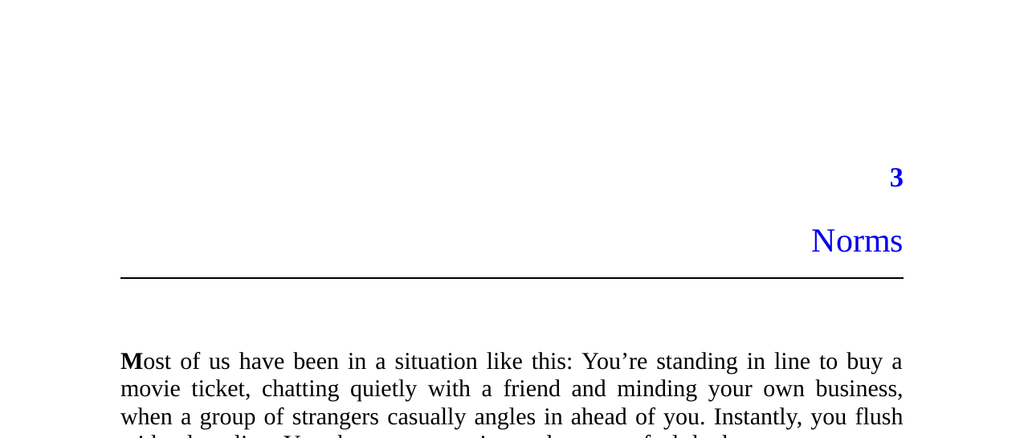 3
Norms
Most of us have been in a situation like this: You’re standing in line to buy a
movie ticket, chatting quietly with a friend and minding your own business,
when a group of strangers casually angles in ahead of you. Instantly, you flush